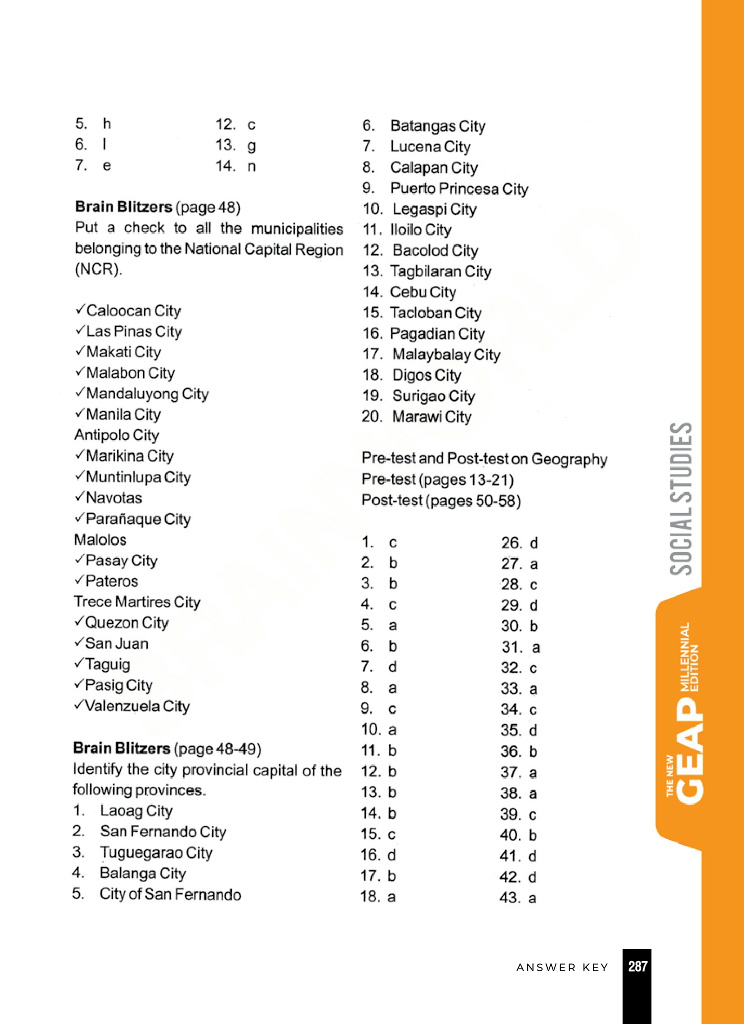 5. h 12. c
6. l 13. g
7. e 14. n
Brain Blitzers (page 48)
Put a check to all the municipalities
belonging to the National Capital Region
(NCR).
✓Caloocan City
✓Las Pinas City
✓Makati City
✓Malabon City
✓Mandaluyong City
✓Manila City
Antipolo City
✓Marikina City
✓Muntinlupa City
✓Navotas
✓Parañaque City
Malolos
✓Pasay City
✓Pateros
Trece Martires City
✓Quezon City
✓San Juan
✓Taguig
✓Pasig City
✓Valenzuela City
Brain Blitzers (page 48-49)
Identify the city provincial capital of the
following provinces.
1. Laoag City
2. San Fernando City
3. Tuguegarao City
4. Balanga City
5. City of San Fernando
6. Batangas City
7. Lucena City
8. Calapan City
9. Puerto Princesa City
10. Legaspi City
11. Iloilo City
12. Bacolod City
13. Tagbilaran City
14. Cebu City
15. Tacloban City
16. Pagadian City
17. Malaybalay City
18. Digos City
19. Surigao City
20. Marawi City
Pre-test and Post-test on Geography
Pre-test (pages 13-21)
Post-test (pages 50-58)
1. c 26. d
2. b 27. a
3. b 28. c
4. c 29. d
5. a 30. b
6. b 31. a
7. d 32. c
8. a 33. a
9. c 34. c
10. a 35. d
11. b 36. b
12. b 37. a
13. b 38. a
14. b 39. c
15. c 40. b
16. d 41. d
17. b 42. d
18. a 43. a
SOCIAL STUDIES
THE NEW
GEAP
MILLENNIAL
EDITION
ANSWER KEY 287